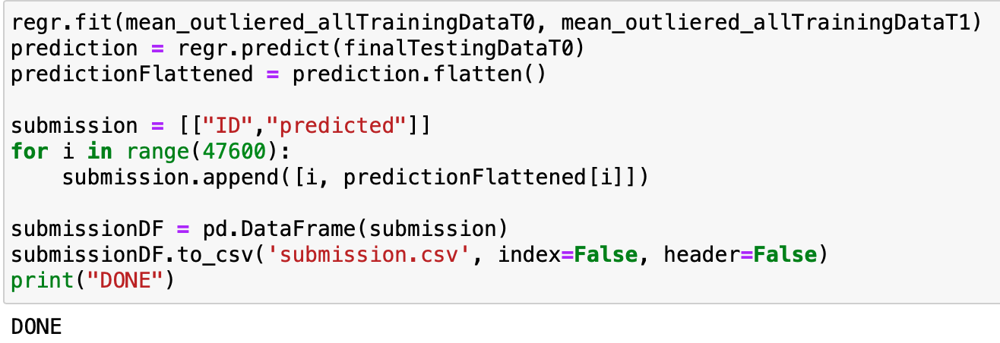 regr.fit(mean_outliered_allTrainingDataT0, mean_outliered_allTrainingDataT1)
prediction = regr.predict(finalTestingDataT0)
predictionFlattened = prediction.flatten()

submission = [["ID","predicted"]]
for i in range(47600):
    submission.append([i, predictionFlattened[i]])

submissionDF = pd.DataFrame(submission)
submissionDF.to_csv('submission.csv', index=False, header=False)
print("DONE")
DONE